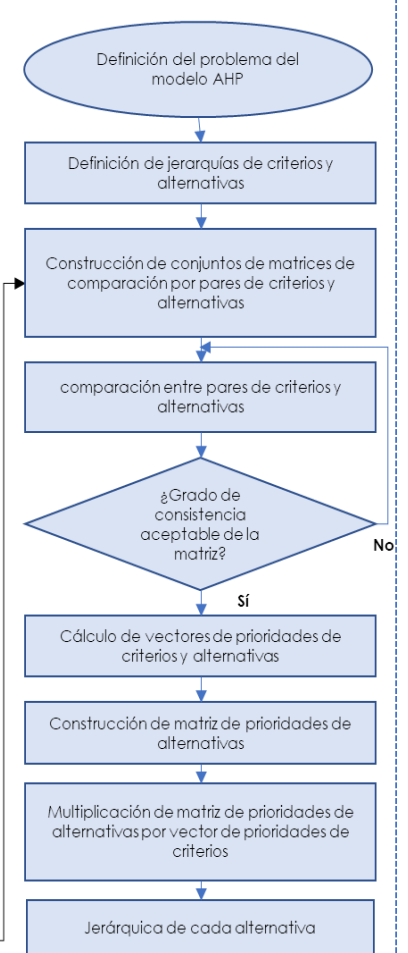 Definición del problema del
modelo AHP
Definición de jerarquías de criterios y
alternativas
Construcción de conjuntos de matrices de
comparación por pares de criterios y
alternativas
comparación entre pares de criterios y
alternativas
¿Grado de
consistencia
aceptable de la
matriz?
No
Sí
Cálculo de vectores de prioridades de
criterios y alternativas
Construcción de matriz de prioridades de
alternativas
Multiplicación de matriz de prioridades de
alternativas por vector de prioridades de
criterios
Jerárquica de cada alternativa